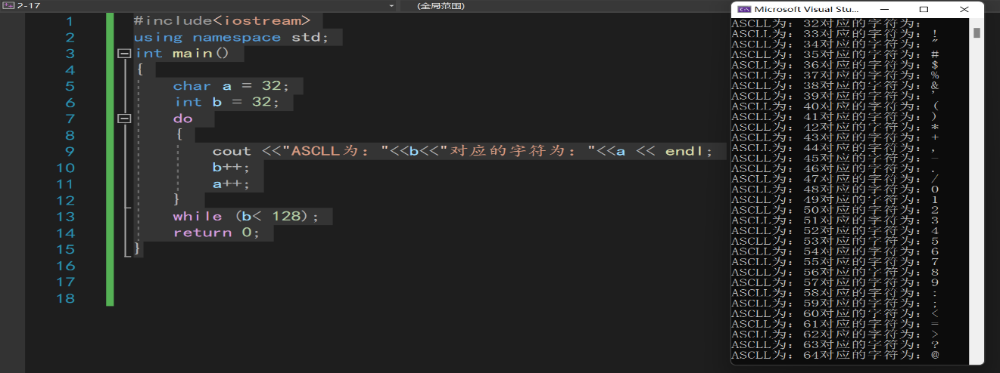 2-17
(全局范围)
1 #include<iostream>
2 using namespace std;
3 int main()
4 {
5 char a = 32;
6 int b = 32;
7 do
8 {
9 cout <<"ASCLL为: "<<b<<"对应的字符为: "<<a << endl;
10 b++;
11 a++;
12 }
13 while (b< 128);
14 return 0;
15 }
16
17
18
Microsoft Visual Stu...
ASCLL为: 32对应的字符为:
ASCLL为: 33对应的字符为: !
ASCLL为: 34对应的字符为: "
ASCLL为: 35对应的字符为: #
ASCLL为: 36对应的字符为: $
ASCLL为: 37对应的字符为: %
ASCLL为: 38对应的字符为: &
ASCLL为: 39对应的字符为: '
ASCLL为: 40对应的字符为: (
ASCLL为: 41对应的字符为: )
ASCLL为: 42对应的字符为: *
ASCLL为: 43对应的字符为: +
ASCLL为: 44对应的字符为: ,
ASCLL为: 45对应的字符为: -
ASCLL为: 46对应的字符为: .
ASCLL为: 47对应的字符为: /
ASCLL为: 48对应的字符为: 0
ASCLL为: 49对应的字符为: 1
ASCLL为: 50对应的字符为: 2
ASCLL为: 51对应的字符为: 3
ASCLL为: 52对应的字符为: 4
ASCLL为: 53对应的字符为: 5
ASCLL为: 54对应的字符为: 6
ASCLL为: 55对应的字符为: 7
ASCLL为: 56对应的字符为: 8
ASCLL为: 57对应的字符为: 9
ASCLL为: 58对应的字符为: :
ASCLL为: 59对应的字符为: ;
ASCLL为: 60对应的字符为: <
ASCLL为: 61对应的字符为: =
ASCLL为: 62对应的字符为: >
ASCLL为: 63对应的字符为: ?
ASCLL为: 64对应的字符为: @